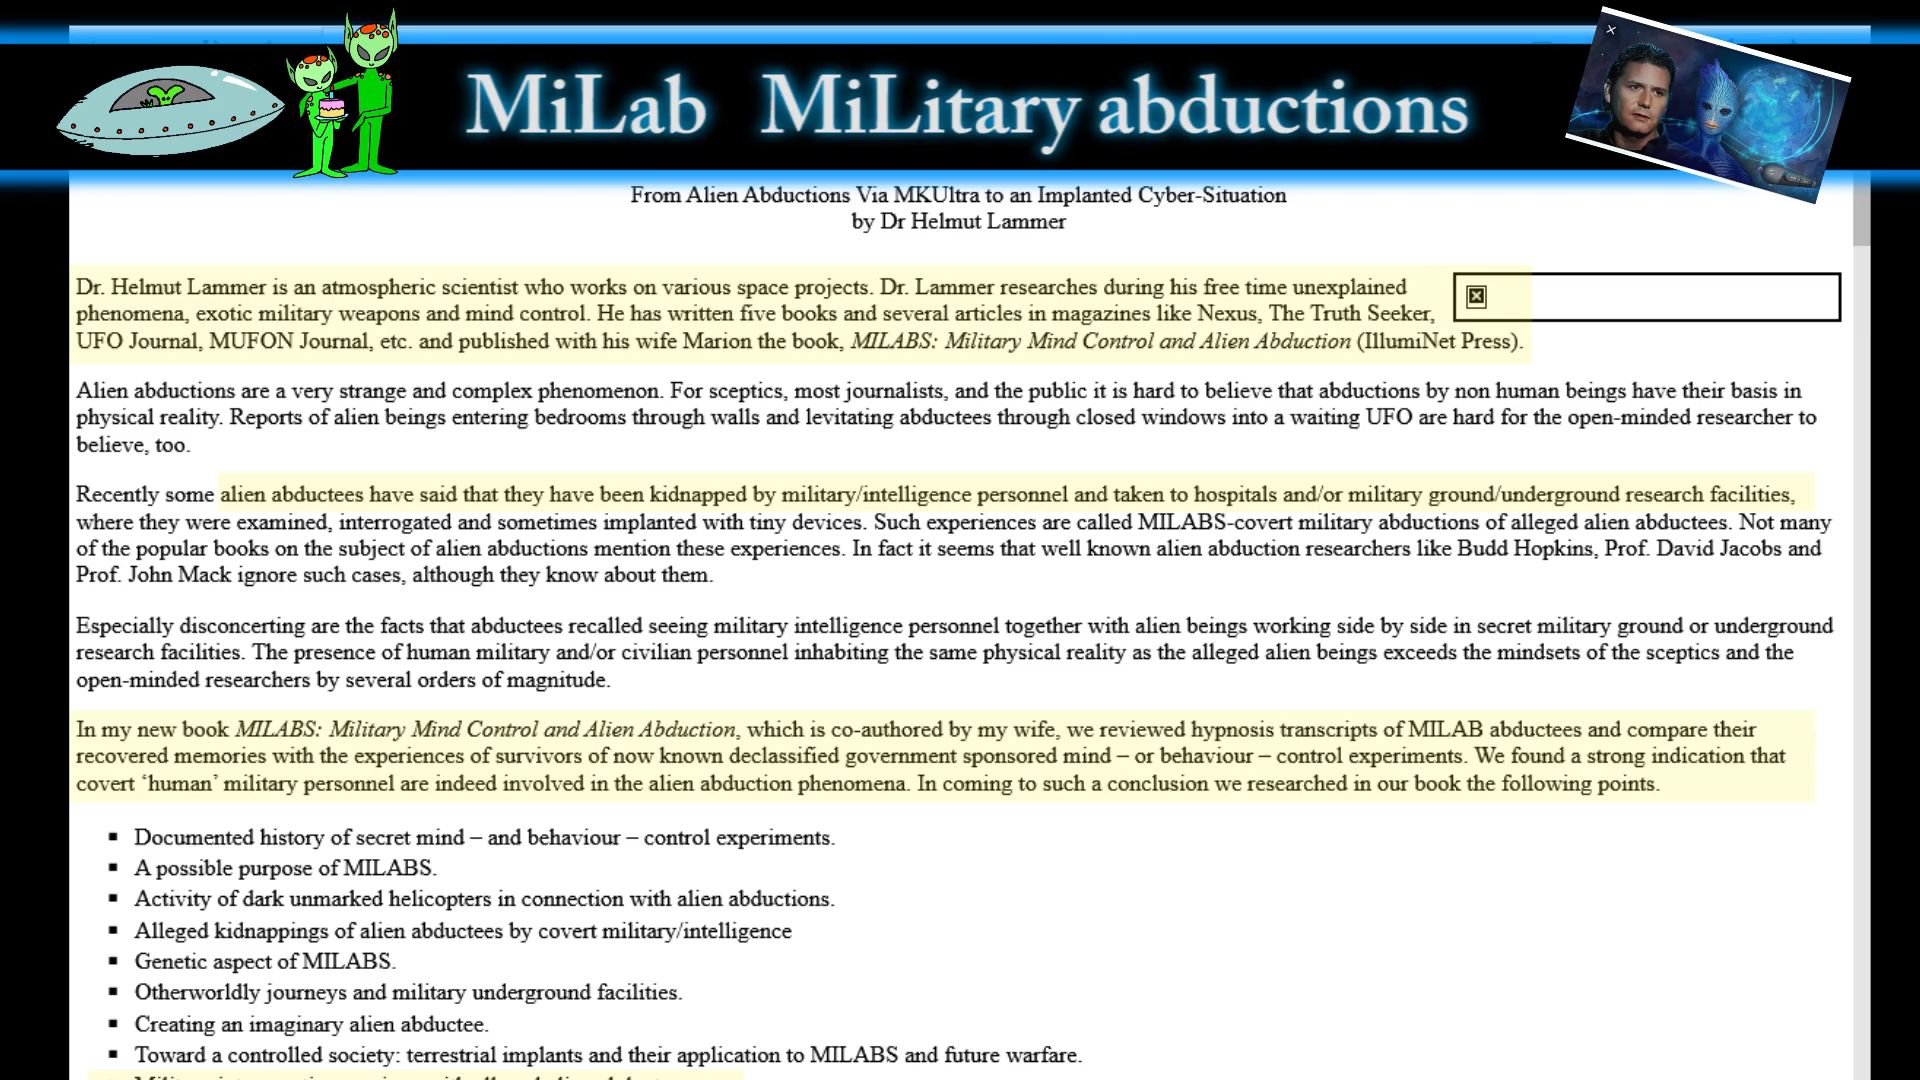 MiLab MiLitary abductions
From Alien Abductions Via MKUltra to an Implanted Cyber-Situation
by Dr Helmut Lammer
Dr. Helmut Lammer is an atmospheric scientist who works on various space projects. Dr. Lammer researches during his free time unexplained
phenomena, exotic military weapons and mind control. He has written five books and several articles in magazines like Nexus, The Truth Seeker,
UFO Journal, MUFON Journal, etc. and published with his wife Marion the book, MILABS: Military Mind Control and Alien Abduction (IllumiNet Press).
Alien abductions are a very strange and complex phenomenon. For sceptics, most journalists, and the public it is hard to believe that abductions by non human beings have their basis in
physical reality. Reports of alien beings entering bedrooms through walls and levitating abductees through closed windows into a waiting UFO are hard for the open-minded researcher to
believe, too.
Recently some alien abductees have said that they have been kidnapped by military/intelligence personnel and taken to hospitals and/or military ground/underground research facilities,
where they were examined, interrogated and sometimes implanted with tiny devices. Such experiences are called MILABS-covert military abductions of alleged alien abductees. Not many
of the popular books on the subject of alien abductions mention these experiences. In fact it seems that well known alien abduction researchers like Budd Hopkins, Prof. David Jacobs and
Prof. John Mack ignore such cases, although they know about them.
Especially disconcerting are the facts that abductees recalled seeing military intelligence personnel together with alien beings working side by side in secret military ground or underground
research facilities. The presence of human military and/or civilian personnel inhabiting the same physical reality as the alleged alien beings exceeds the mindsets of the sceptics and the
open-minded researchers by several orders of magnitude.
In my new book MILABS: Military Mind Control and Alien Abduction, which is co-authored by my wife, we reviewed hypnosis transcripts of MILAB abductees and compare their
recovered memories with the experiences of survivors of now known declassified government sponsored mind – or behaviour – control experiments. We found a strong indication that
covert ‘human’ military personnel are indeed involved in the alien abduction phenomena. In coming to such a conclusion we researched in our book the following points.
▪ Documented history of secret mind – and behaviour – control experiments.
▪ A possible purpose of MILABS.
▪ Activity of dark unmarked helicopters in connection with alien abductions.
▪ Alleged kidnappings of alien abductees by covert military/intelligence
▪ Genetic aspect of MILABS.
▪ Otherworldly journeys and military underground facilities.
▪ Creating an imaginary alien abductee.
▪ Toward a controlled society: terrestrial implants and their application to MILABS and future warfare.